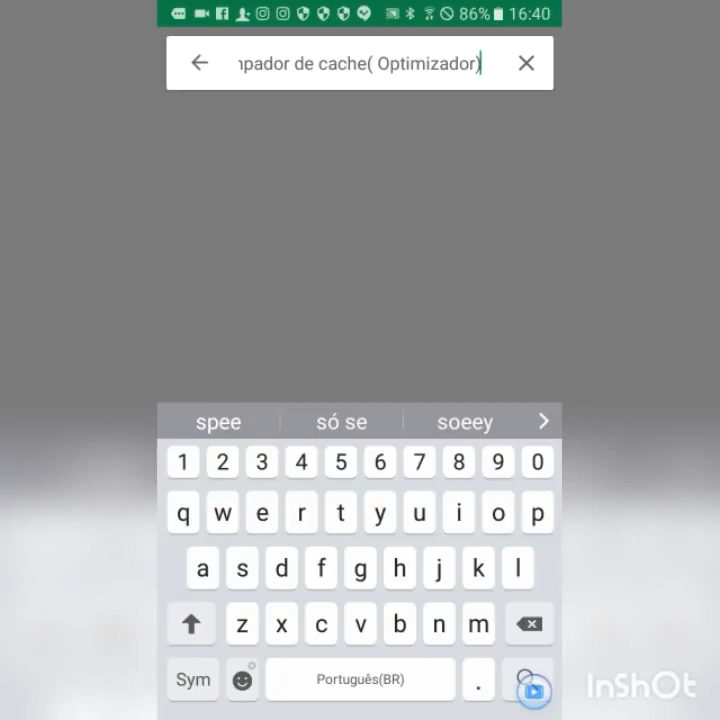 86% 16:40
mpador de cache( Optimizador)
spee só se soeey
1 2 3 4 5 6 7 8 9 0
q w e r t y u i o p
a s d f g h j k l
z x c v b n m
Sym Português(BR) .
InShOt